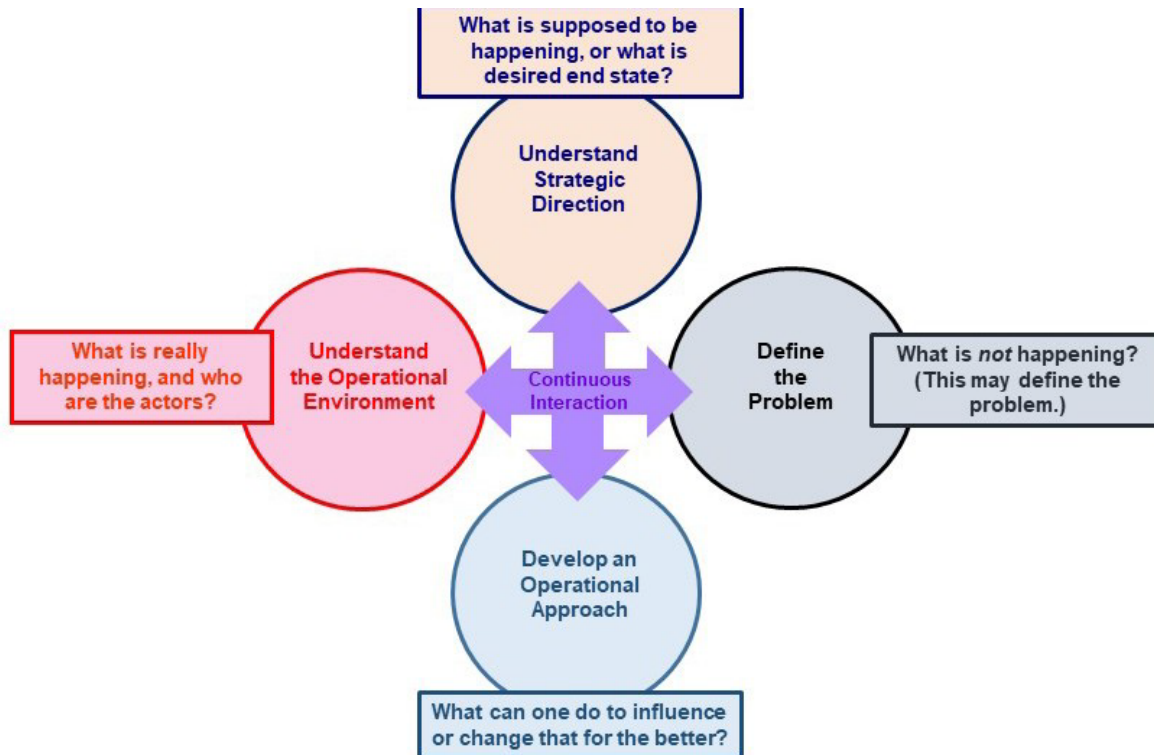 What is supposed to be
happening, or what is
desired end state?
Understand
Strategic
Direction
What is really
happening, and who
are the actors?
Understand
the Operational
Environment
Continuous
Interaction
Define
the
Problem
What is not happening?
(This may define the
problem.)
Develop an
Operational
Approach
What can one do to influence
or change that for the better?